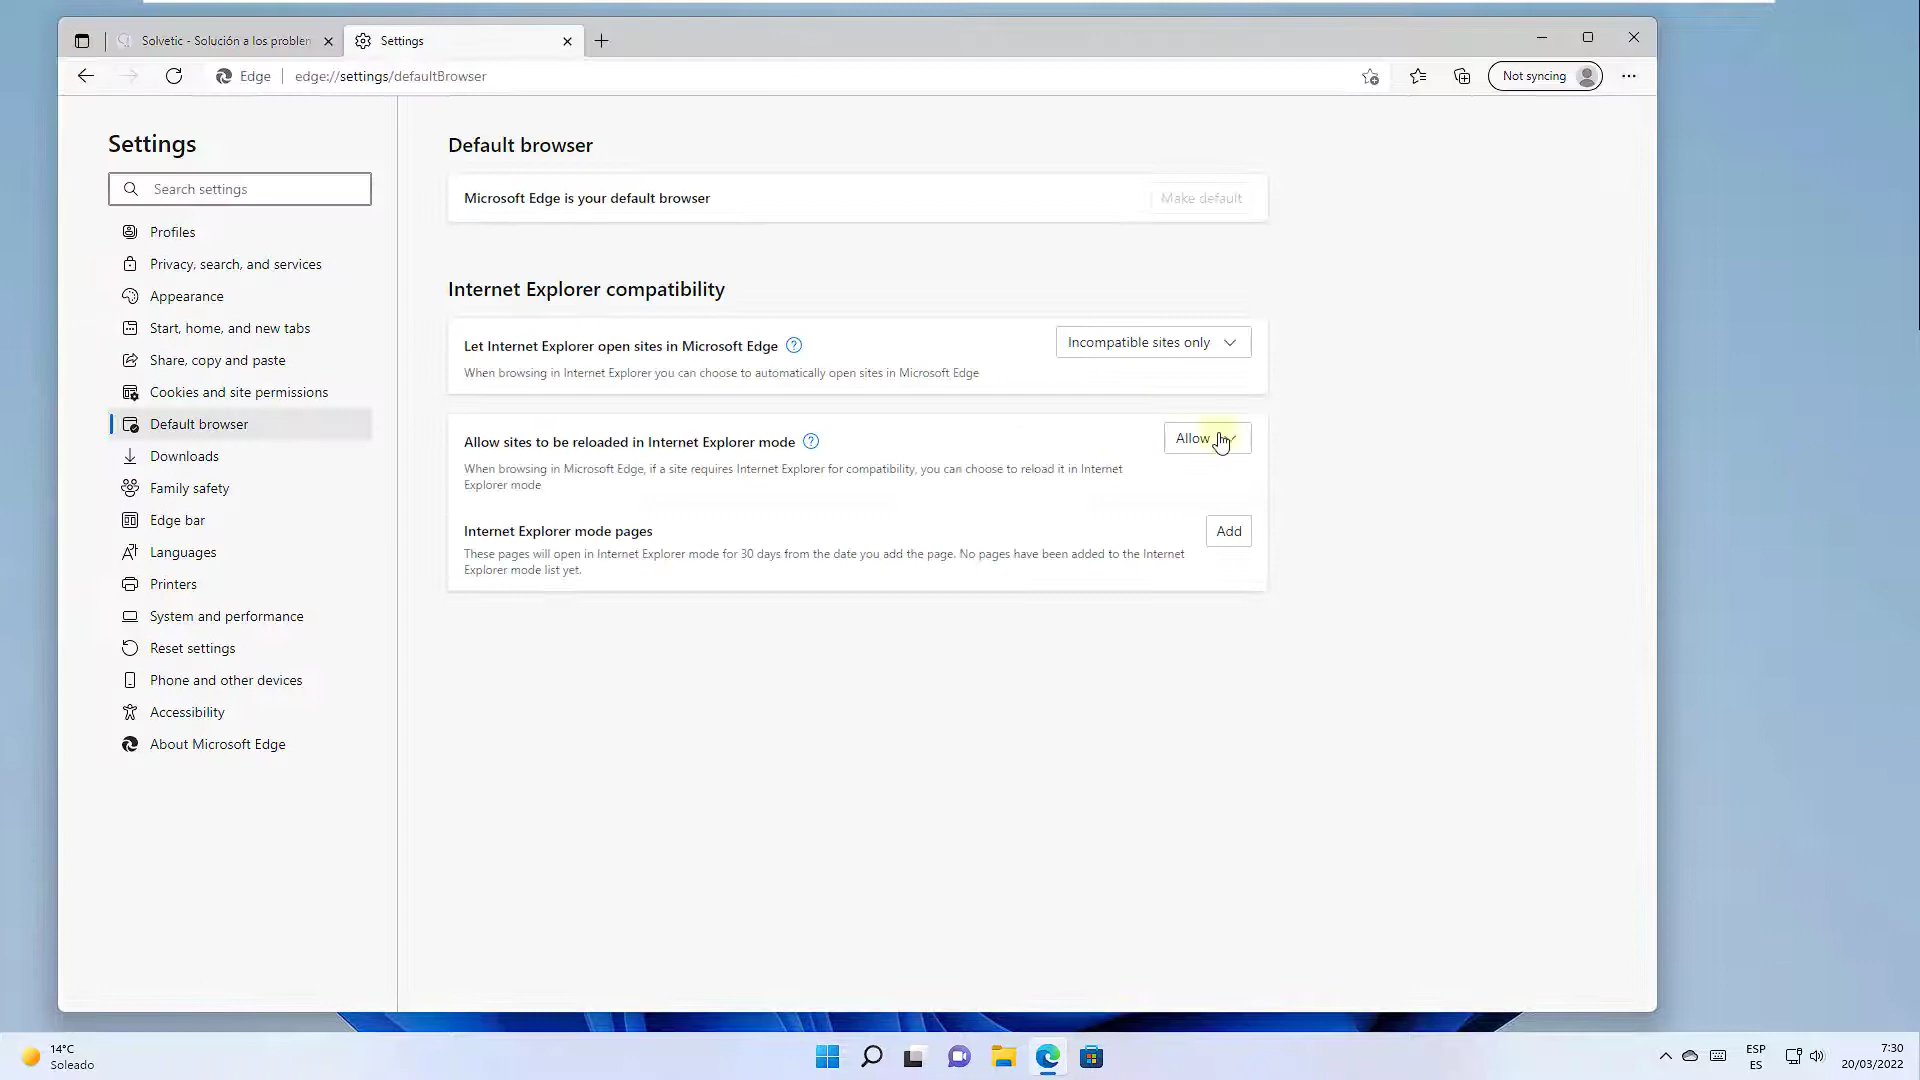 Solvetic - Solución a los problen
Settings
Edge
edge://settings/defaultBrowser
Not syncing
Settings
Search settings
Profiles
Privacy, search, and services
Appearance
Start, home, and new tabs
Share, copy and paste
Cookies and site permissions
Default browser
Downloads
Family safety
Edge bar
Languages
Printers
System and performance
Reset settings
Phone and other devices
Accessibility
About Microsoft Edge
Default browser
Microsoft Edge is your default browser
Make default
Internet Explorer compatibility
Let Internet Explorer open sites in Microsoft Edge
Incompatible sites only
When browsing in Internet Explorer you can choose to automatically open sites in Microsoft Edge
Allow sites to be reloaded in Internet Explorer mode
Allow
When browsing in Microsoft Edge, if a site requires Internet Explorer for compatibility, you can choose to reload it in Internet
Explorer mode
Internet Explorer mode pages
Add
These pages will open in Internet Explorer mode for 30 days from the date you add the page. No pages have been added to the Internet
Explorer mode list yet.
14°C
Soleado
ESP
ES
7:30
20/03/2022